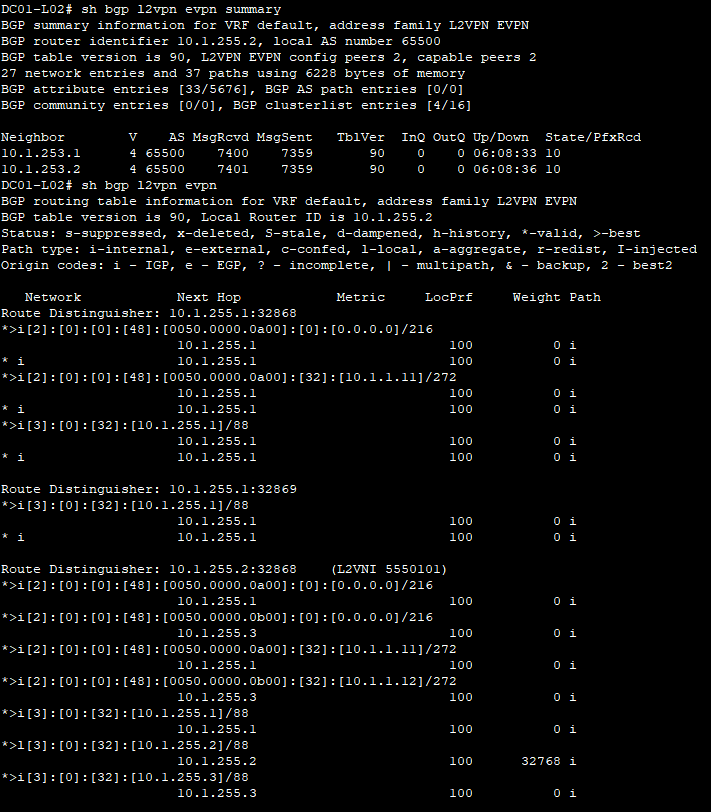 DC01-L02# sh bgp l2vpn evpn summary
BGP summary information for VRF default, address family L2VPN EVPN
BGP router identifier 10.1.255.2, local AS number 65500
BGP table version is 90, L2VPN EVPN config peers 2, capable peers 2
27 network entries and 37 paths using 6228 bytes of memory
BGP attribute entries [33/5676], BGP AS path entries [0/0]
BGP community entries [0/0], BGP clusterlist entries [4/16]

Neighbor        V    AS MsgRcvd MsgSent   TblVer  InQ OutQ Up/Down  State/PfxRcd
10.1.253.1      4 65500    7400    7359       90    0    0 06:08:33 10
10.1.253.2      4 65500    7401    7359       90    0    0 06:08:36 10
DC01-L02# sh bgp l2vpn evpn
BGP routing table information for VRF default, address family L2VPN EVPN
BGP table version is 90, Local Router ID is 10.1.255.2
Status: s-suppressed, x-deleted, S-stale, d-dampened, h-history, *-valid, >-best
Path type: i-internal, e-external, c-confed, l-local, a-aggregate, r-redist, I-injected
Origin codes: i - IGP, e - EGP, ? - incomplete, | - multipath, & - backup, 2 - best2

   Network            Next Hop            Metric     LocPrf     Weight Path
Route Distinguisher: 10.1.255.1:32868
*>i[2]:[0]:[0]:[48]:[0050.0000.0a00]:[0]:[0.0.0.0]/216
                      10.1.255.1                        100          0 i
* i                   10.1.255.1                        100          0 i
*>i[2]:[0]:[0]:[48]:[0050.0000.0a00]:[32]:[10.1.1.11]/272
                      10.1.255.1                        100          0 i
* i                   10.1.255.1                        100          0 i
*>i[3]:[0]:[32]:[10.1.255.1]/88
                      10.1.255.1                        100          0 i
* i                   10.1.255.1                        100          0 i

Route Distinguisher: 10.1.255.1:32869
*>i[3]:[0]:[32]:[10.1.255.1]/88
                      10.1.255.1                        100          0 i
* i                   10.1.255.1                        100          0 i

Route Distinguisher: 10.1.255.2:32868    (L2VNI 5550101)
*>i[2]:[0]:[0]:[48]:[0050.0000.0a00]:[0]:[0.0.0.0]/216
                      10.1.255.1                        100          0 i
*>i[2]:[0]:[0]:[48]:[0050.0000.0b00]:[0]:[0.0.0.0]/216
                      10.1.255.3                        100          0 i
*>i[2]:[0]:[0]:[48]:[0050.0000.0a00]:[32]:[10.1.1.11]/272
                      10.1.255.1                        100          0 i
*>i[2]:[0]:[0]:[48]:[0050.0000.0b00]:[32]:[10.1.1.12]/272
                      10.1.255.3                        100          0 i
*>i[3]:[0]:[32]:[10.1.255.1]/88
                      10.1.255.1                        100          0 i
*>l[3]:[0]:[32]:[10.1.255.2]/88
                      10.1.255.2                        100      32768 i
*>i[3]:[0]:[32]:[10.1.255.3]/88
                      10.1.255.3                        100          0 i